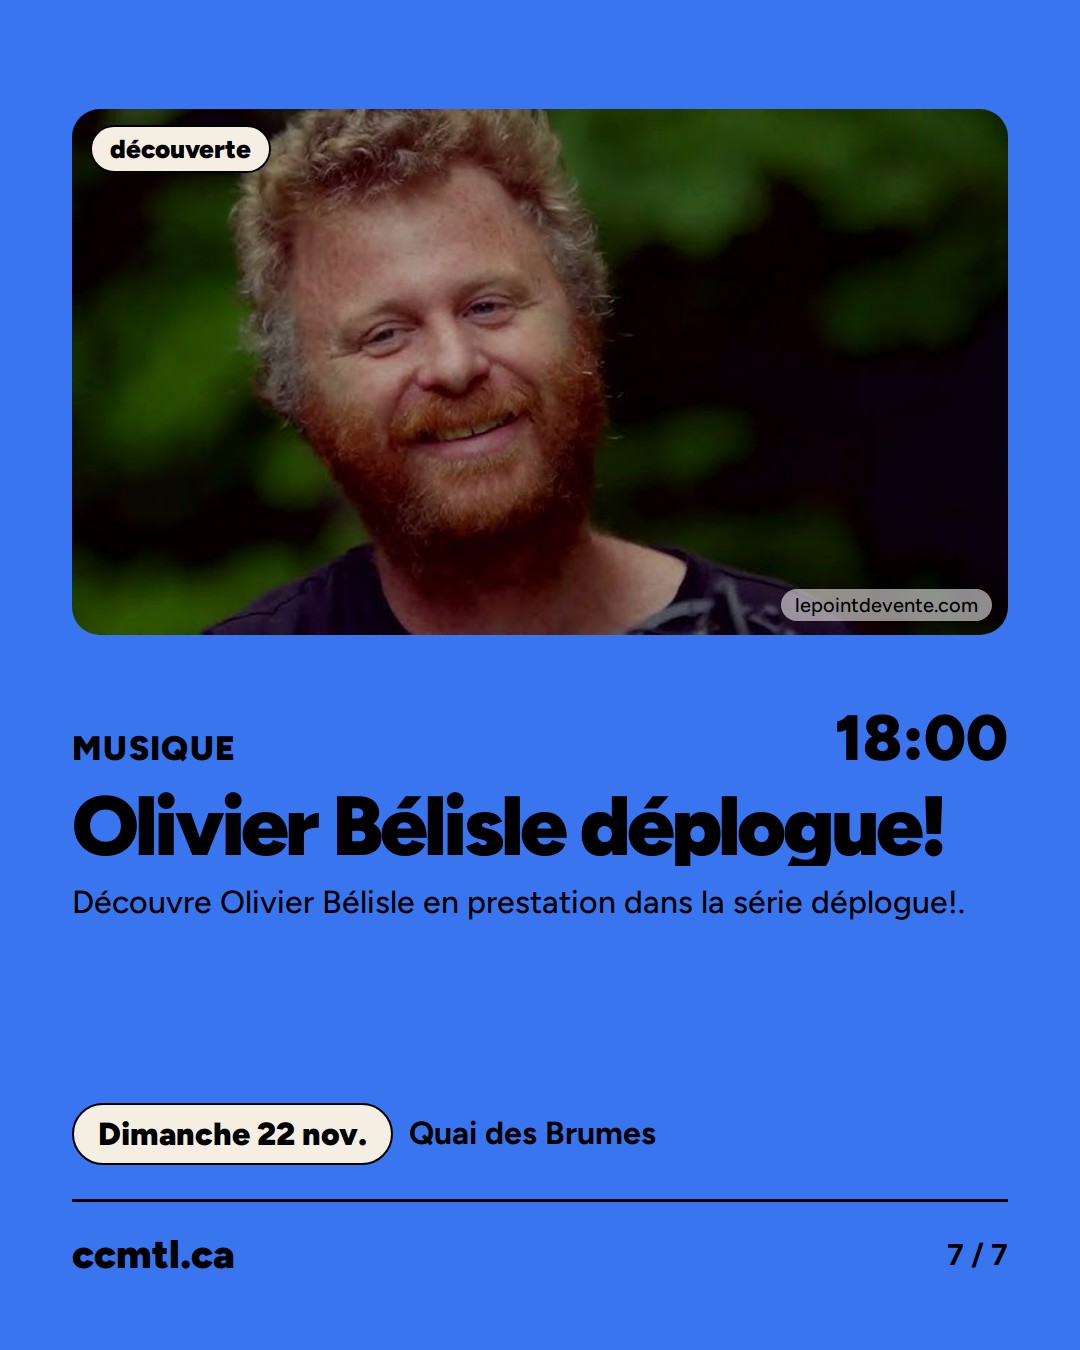 découverte
lepointdevente.com
MUSIQUE
18:00
Olivier Bélisle déplogue!
Découvre Olivier Bélisle en prestation dans la série déplogue!.
Dimanche 22 nov.
Quai des Brumes
ccmtl.ca
7 / 7